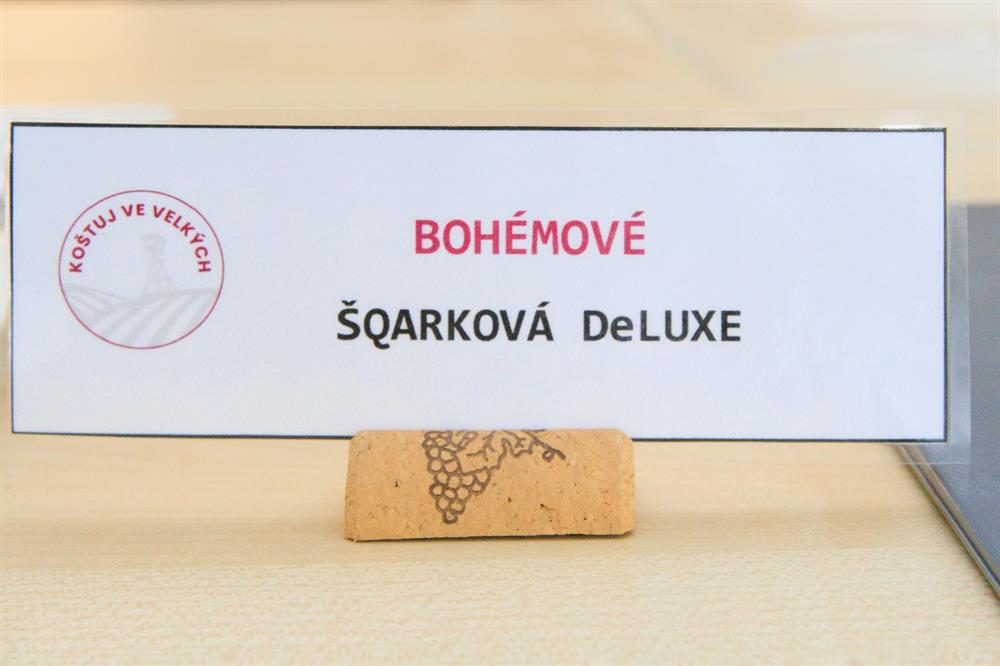 KOŠTUJ VE VELKÝCH
BOHÉMOVÉ
ŠQARKOVÁ DeLUXE